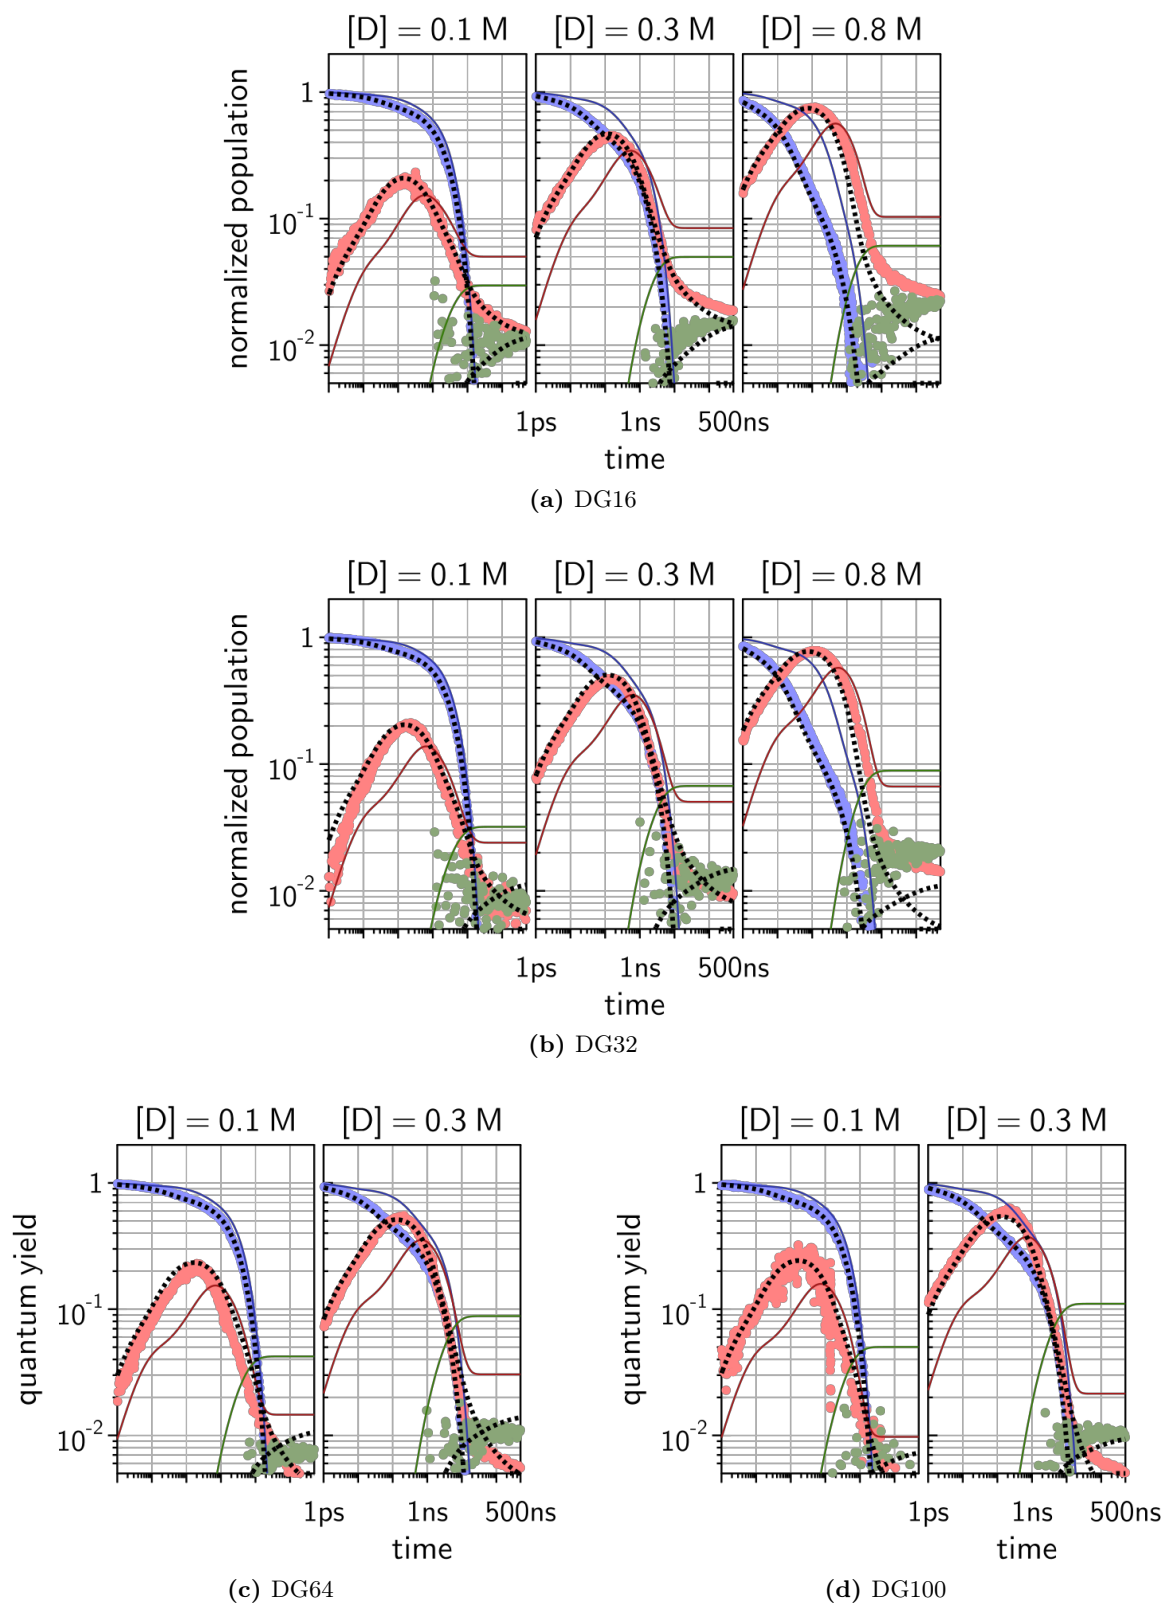 [D] = 0.1 M [D] = 0.3 M [D] = 0.8 M
normalized population
1
10-1
10-2
1ps 1ns 500ns
time
(a) DG16
[D] = 0.1 M [D] = 0.3 M [D] = 0.8 M
normalized population
1
10-1
10-2
1ps 1ns 500ns
time
(b) DG32
[D] = 0.1 M [D] = 0.3 M
quantum yield
1
10-1
10-2
1ps 1ns 500ns
time
(c) DG64
[D] = 0.1 M [D] = 0.3 M
quantum yield
1
10-1
10-2
1ps 1ns 500ns
time
(d) DG100